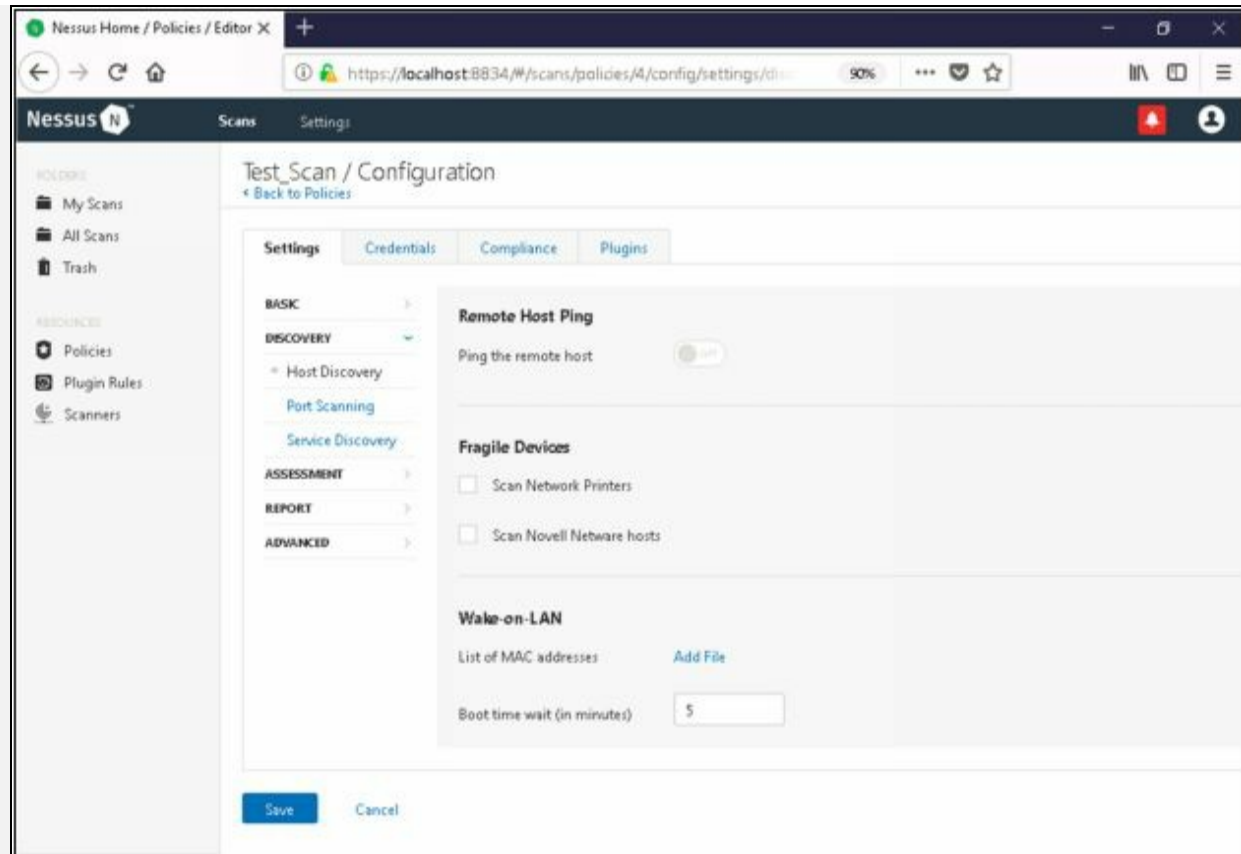 Nessus Home / Policies / Editor
https://localhost:8834/#/scans/policies/4/config/settings/dis
90%
Nessus N
Scans
Settings
FOLDERS
My Scans
All Scans
Trash
RESOURCES
Policies
Plugin Rules
Scanners
Test_Scan / Configuration
Back to Policies
Settings
Credentials
Compliance
Plugins
BASIC
DISCOVERY
Host Discovery
Port Scanning
Service Discovery
ASSESSMENT
REPORT
ADVANCED
Remote Host Ping
Ping the remote host
OFF
Fragile Devices
Scan Network Printers
Scan Novell Netware hosts
Wake-on-LAN
List of MAC addresses
Add File
Boot time wait (in minutes)
5
Save
Cancel